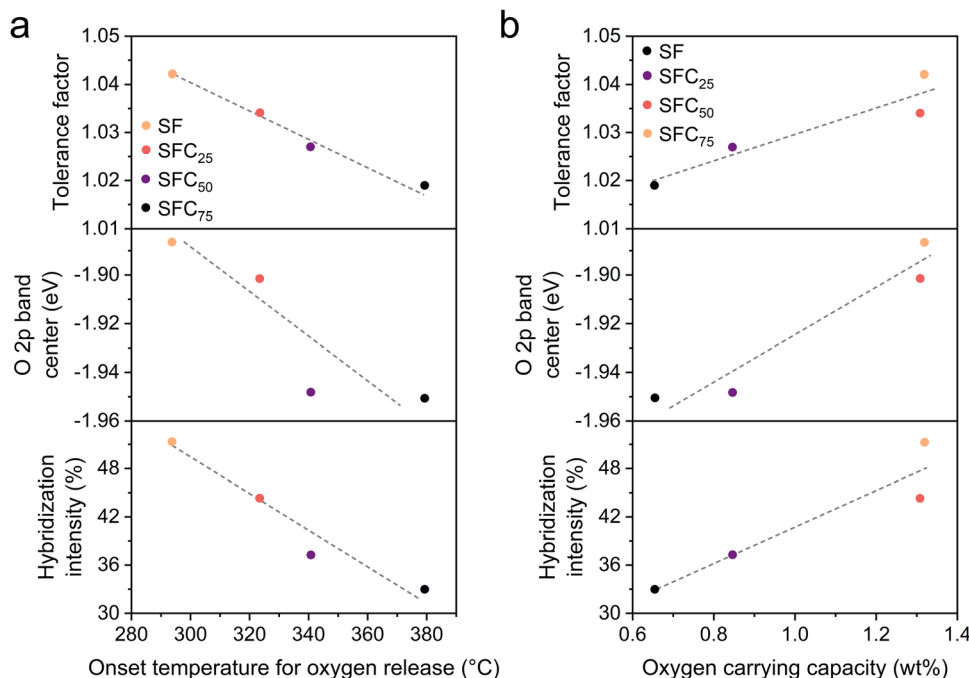 a
1.05
1.04
1.03
1.02
1.01
Tolerance factor
SF
SFC25
SFC50
SFC75
-1.90
-1.92
-1.94
-1.96
O 2p band
center (eV)
48
42
36
30
Hybridization
intensity (%)
280 300 320 340 360 380
Onset temperature for oxygen release (°C)
b
1.05
1.04
1.03
1.02
1.01
Tolerance factor
SF
SFC25
SFC50
SFC75
-1.90
-1.92
-1.94
-1.96
O 2p band
center (eV)
48
42
36
30
Hybridization
intensity (%)
0.6 0.8 1.0 1.2 1.4
Oxygen carrying capacity (wt%)